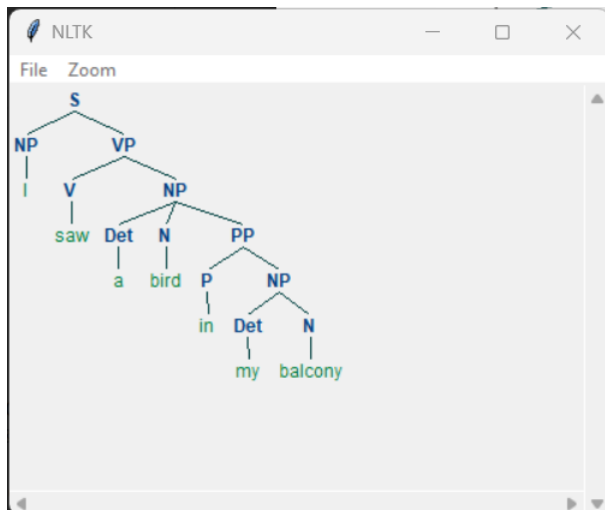 NLTK
File Zoom
S
NP VP
I V NP
saw Det N PP
a bird P NP
in Det N
my balcony